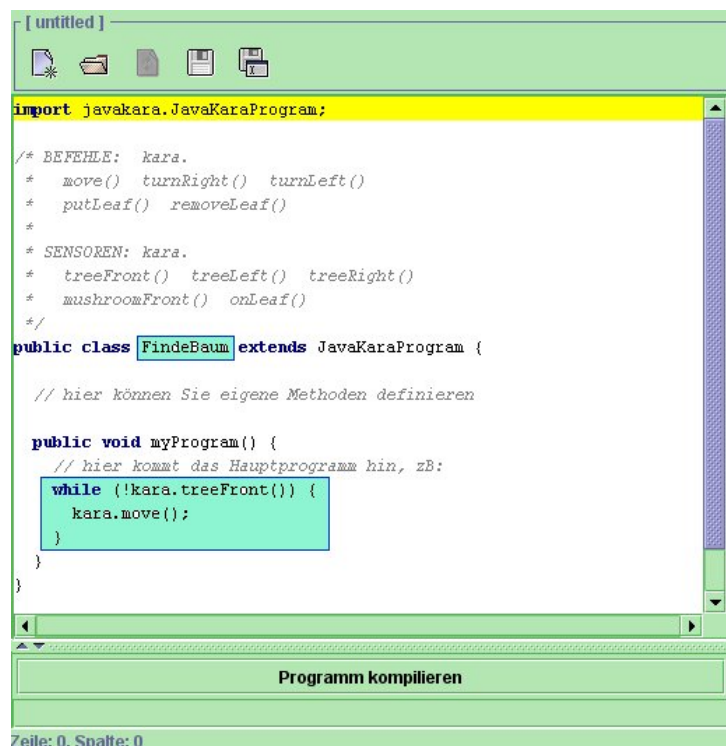 [ untitled ]
import javakara.JavaKaraProgram;
/* BEFEHLE:  kara.
 *   move()  turnRight()  turnLeft()
 *   putLeaf()  removeLeaf()
 *
 * SENSOREN: kara.
 *   treeFront()  treeLeft()  treeRight()
 *   mushroomFront()  onLeaf()
 */
public class FindeBaum extends JavaKaraProgram {
  // hier können Sie eigene Methoden definieren
  public void myProgram() {
    // hier kommt das Hauptprogramm hin, zB:
    while (!kara.treeFront()) {
      kara.move();
    }
  }
}
Programm kompilieren
Zeile: 0, Spalte: 0